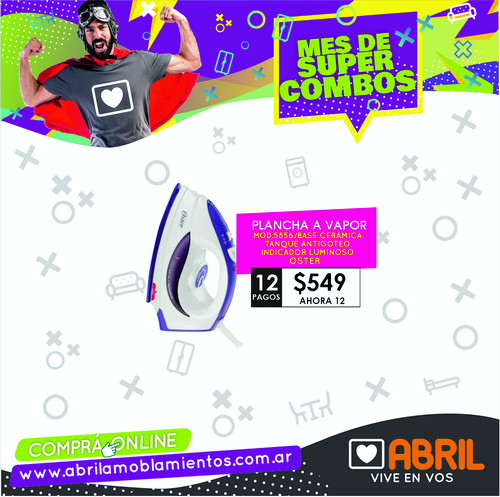 MES DE
SUPER
COMBOS
Oster
PLANCHA A VAPOR
MOD.5856/BASE CERAMICA
TANQUE ANTIGOTEO
INDICADOR LUMINOSO
OSTER
12
PAGOS
$549
AHORA 12
COMPRÁ ONLINE
www.abrilamoblamientos.com.ar
ABRIL
VIVE EN VOS